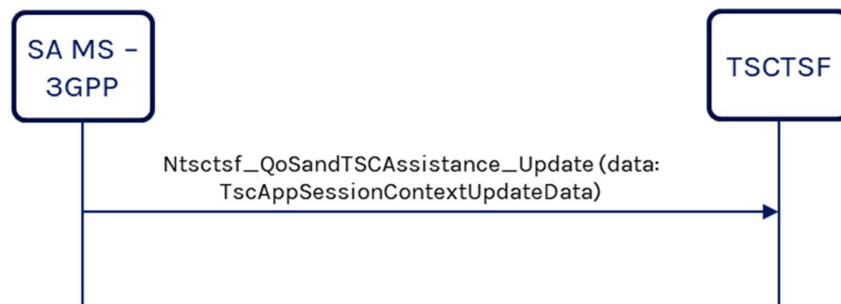 SA MS –
3GPP
TSCTSF
Ntsctsf_QoSandTSCAssistance_Update (data:
TscAppSessionContextUpdateData)